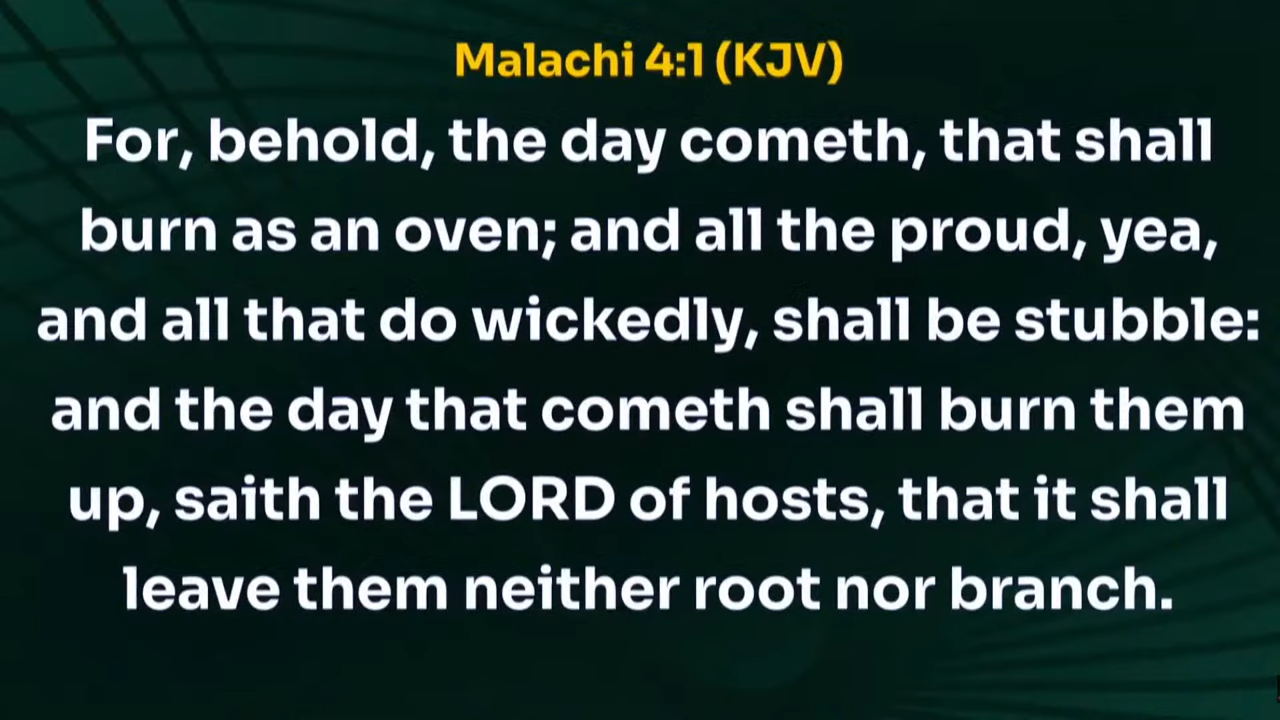 Malachi 4:1 (KJV)
For, behold, the day cometh, that shall
burn as an oven; and all the proud, yea,
and all that do wickedly, shall be stubble:
and the day that cometh shall burn them
up, saith the LORD of hosts, that it shall
leave them neither root nor branch.